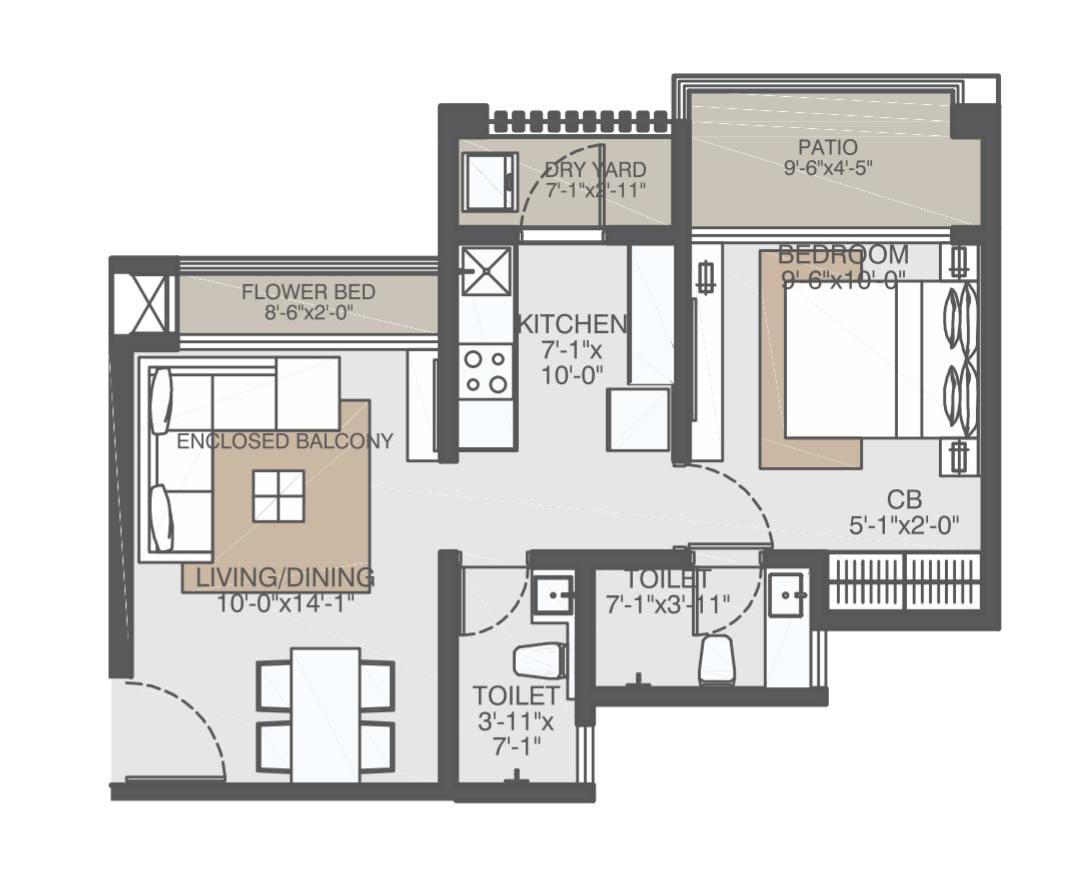 PATIO
9'-6"x4'-5"
DRY YARD
7'-1"x2'-11"
BEDROOM
9'-6"x10'-0"
FLOWER BED
8'-6"x2'-0"
KITCHEN
7'-1"x
10'-0"
ENCLOSED BALCONY
CB
5'-1"x2'-0"
LIVING/DINING
10'-0"x14'-1"
TOILET
7'-1"x3'-11"
TOILET
3'-11"x
7'-1"